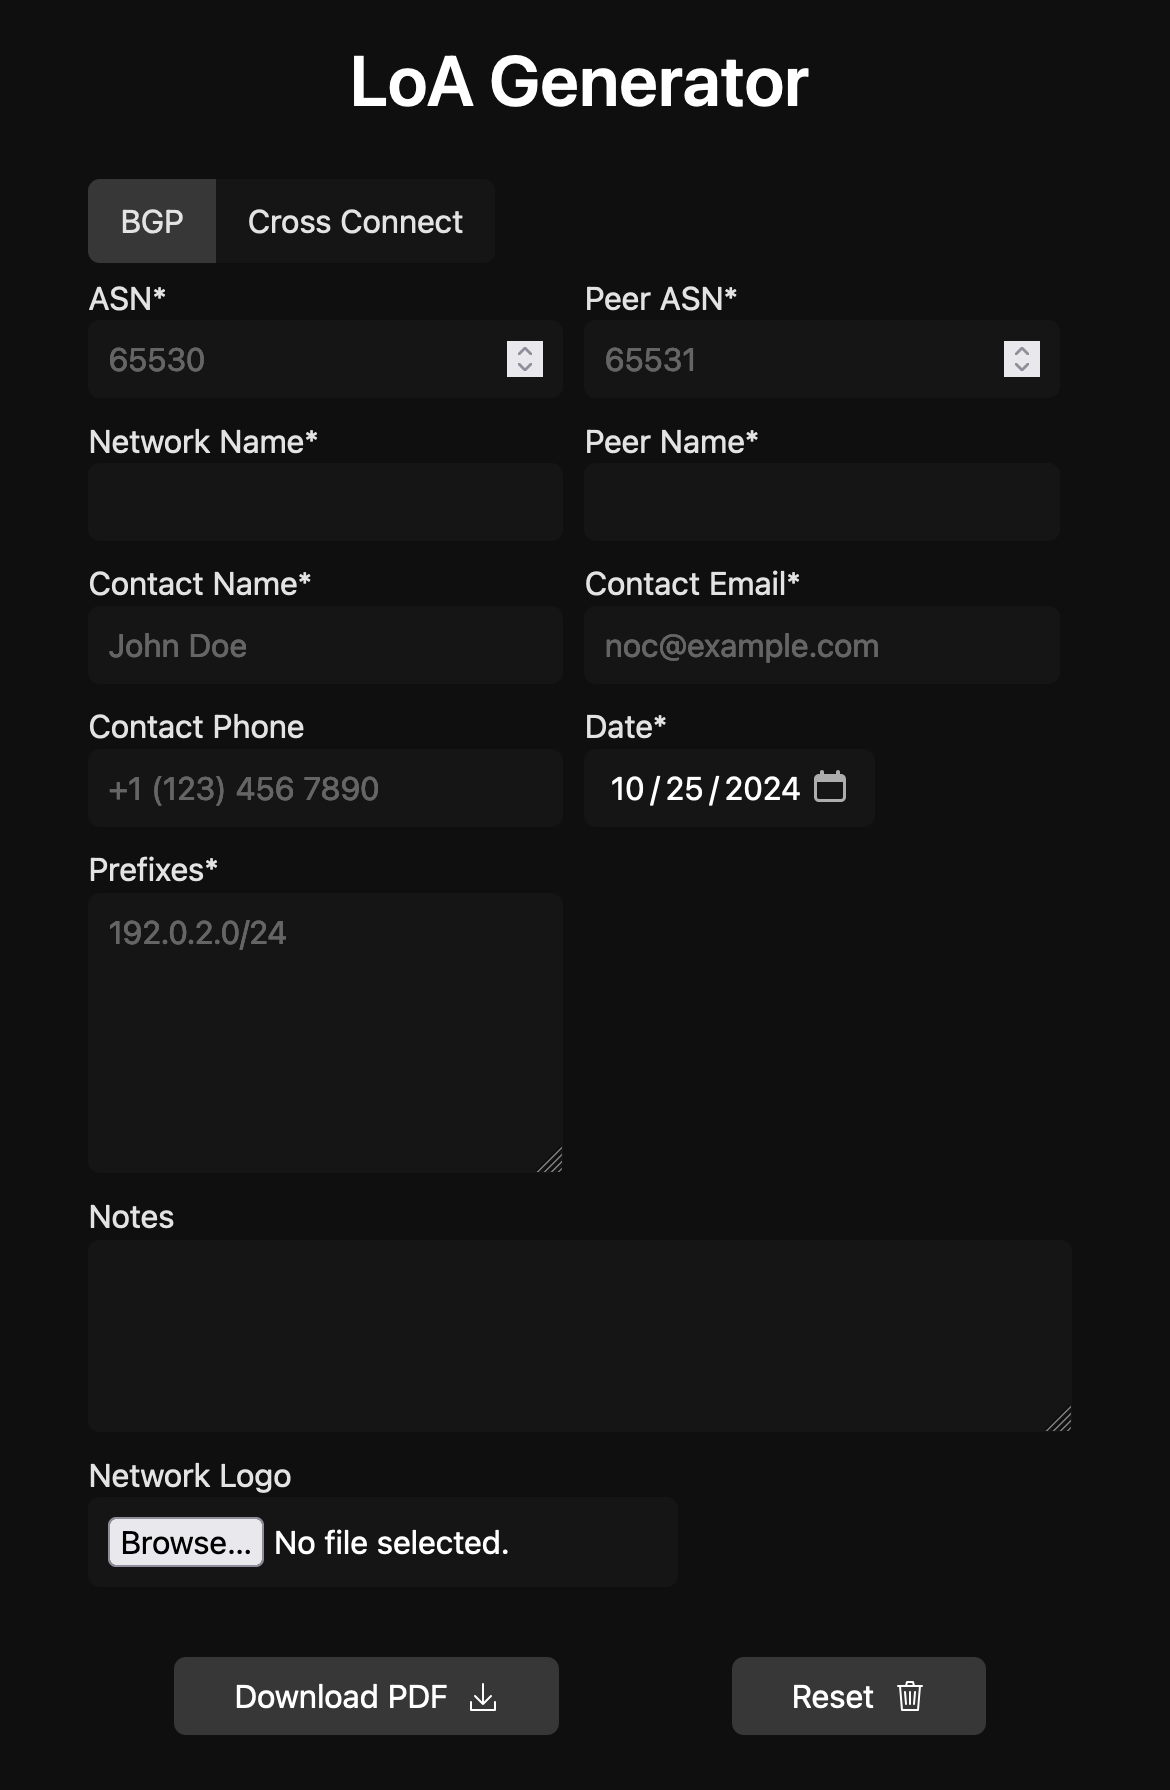 LoA Generator
BGP Cross Connect
ASN* Peer ASN*
65530 65531
Network Name* Peer Name*
Contact Name* Contact Email*
John Doe noc@example.com
Contact Phone Date*
+1 (123) 456 7890 10/25/2024
Prefixes*
192.0.2.0/24
Notes
Network Logo
Browse... No file selected.
Download PDF Reset